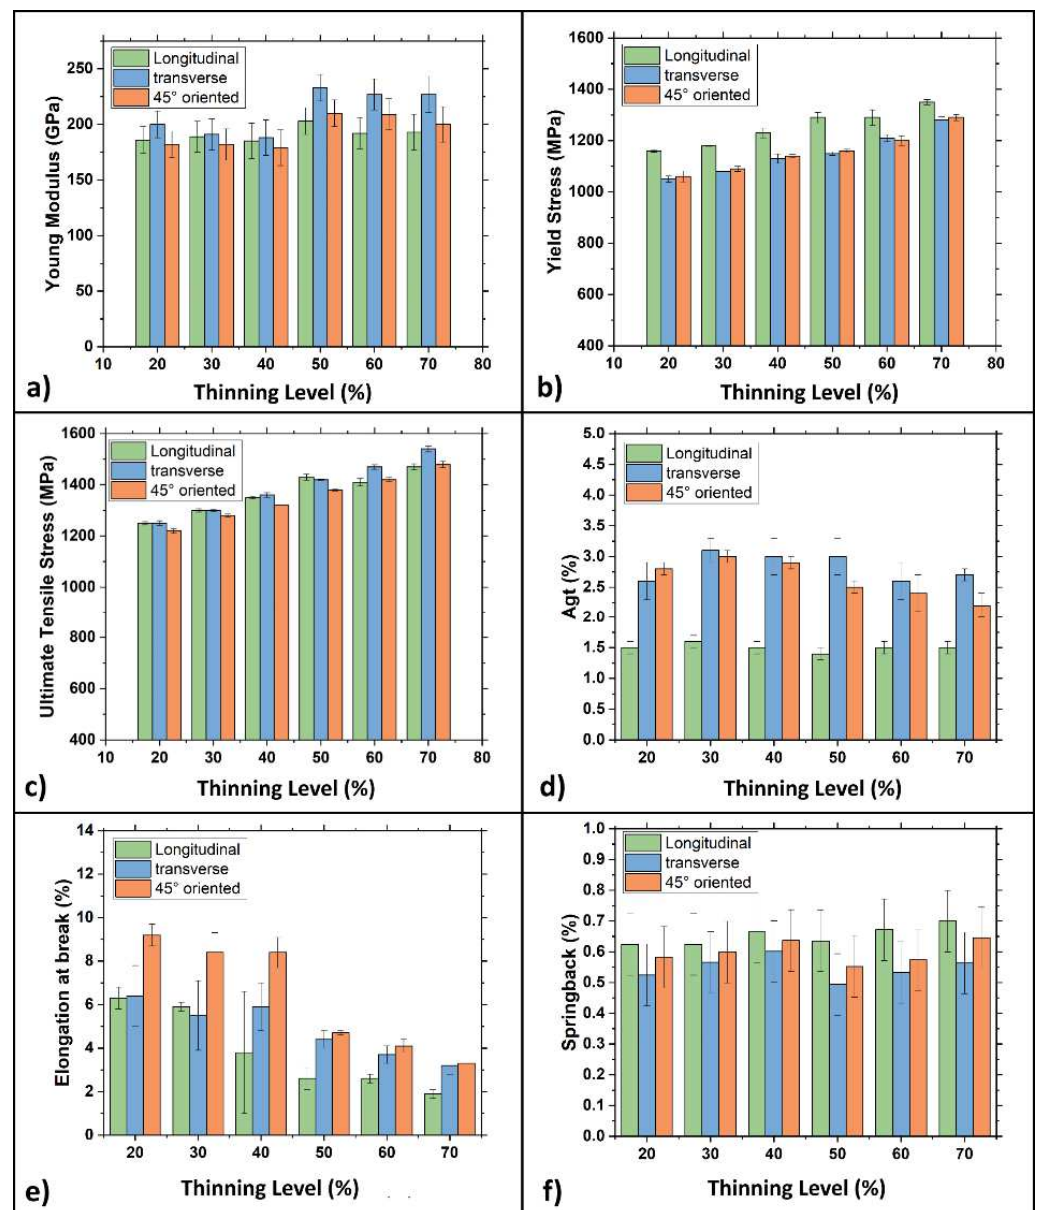 Longitudinal
transverse
45° oriented
250
200
150
100
50
0
Young Modulus (GPa)
10 20 30 40 50 60 70 80
Thinning Level (%)
a)
Longitudinal
transverse
45° oriented
1600
1400
1200
1000
800
600
400
Yield Stress (MPa)
10 20 30 40 50 60 70 80
Thinning Level (%)
b)
Longitudinal
transverse
45° oriented
1600
1400
1200
1000
800
600
400
Ultimate Tensile Stress (MPa)
10 20 30 40 50 60 70 80
Thinning Level (%)
c)
Longitudinal
transverse
45° oriented
5.0
4.5
4.0
3.5
3.0
2.5
2.0
1.5
1.0
0.5
0.0
Agt (%)
20 30 40 50 60 70
Thinning Level (%)
d)
Longitudinal
transverse
45° oriented
14
12
10
8
6
4
2
0
Elongation at break (%)
20 30 40 50 60 70
Thinning Level (%)
e)
Longitudinal
transverse
45° oriented
1.0
0.9
0.8
0.7
0.6
0.5
0.4
0.3
0.2
0.1
0.0
Springback (%)
20 30 40 50 60 70
Thinning Level (%)
f)